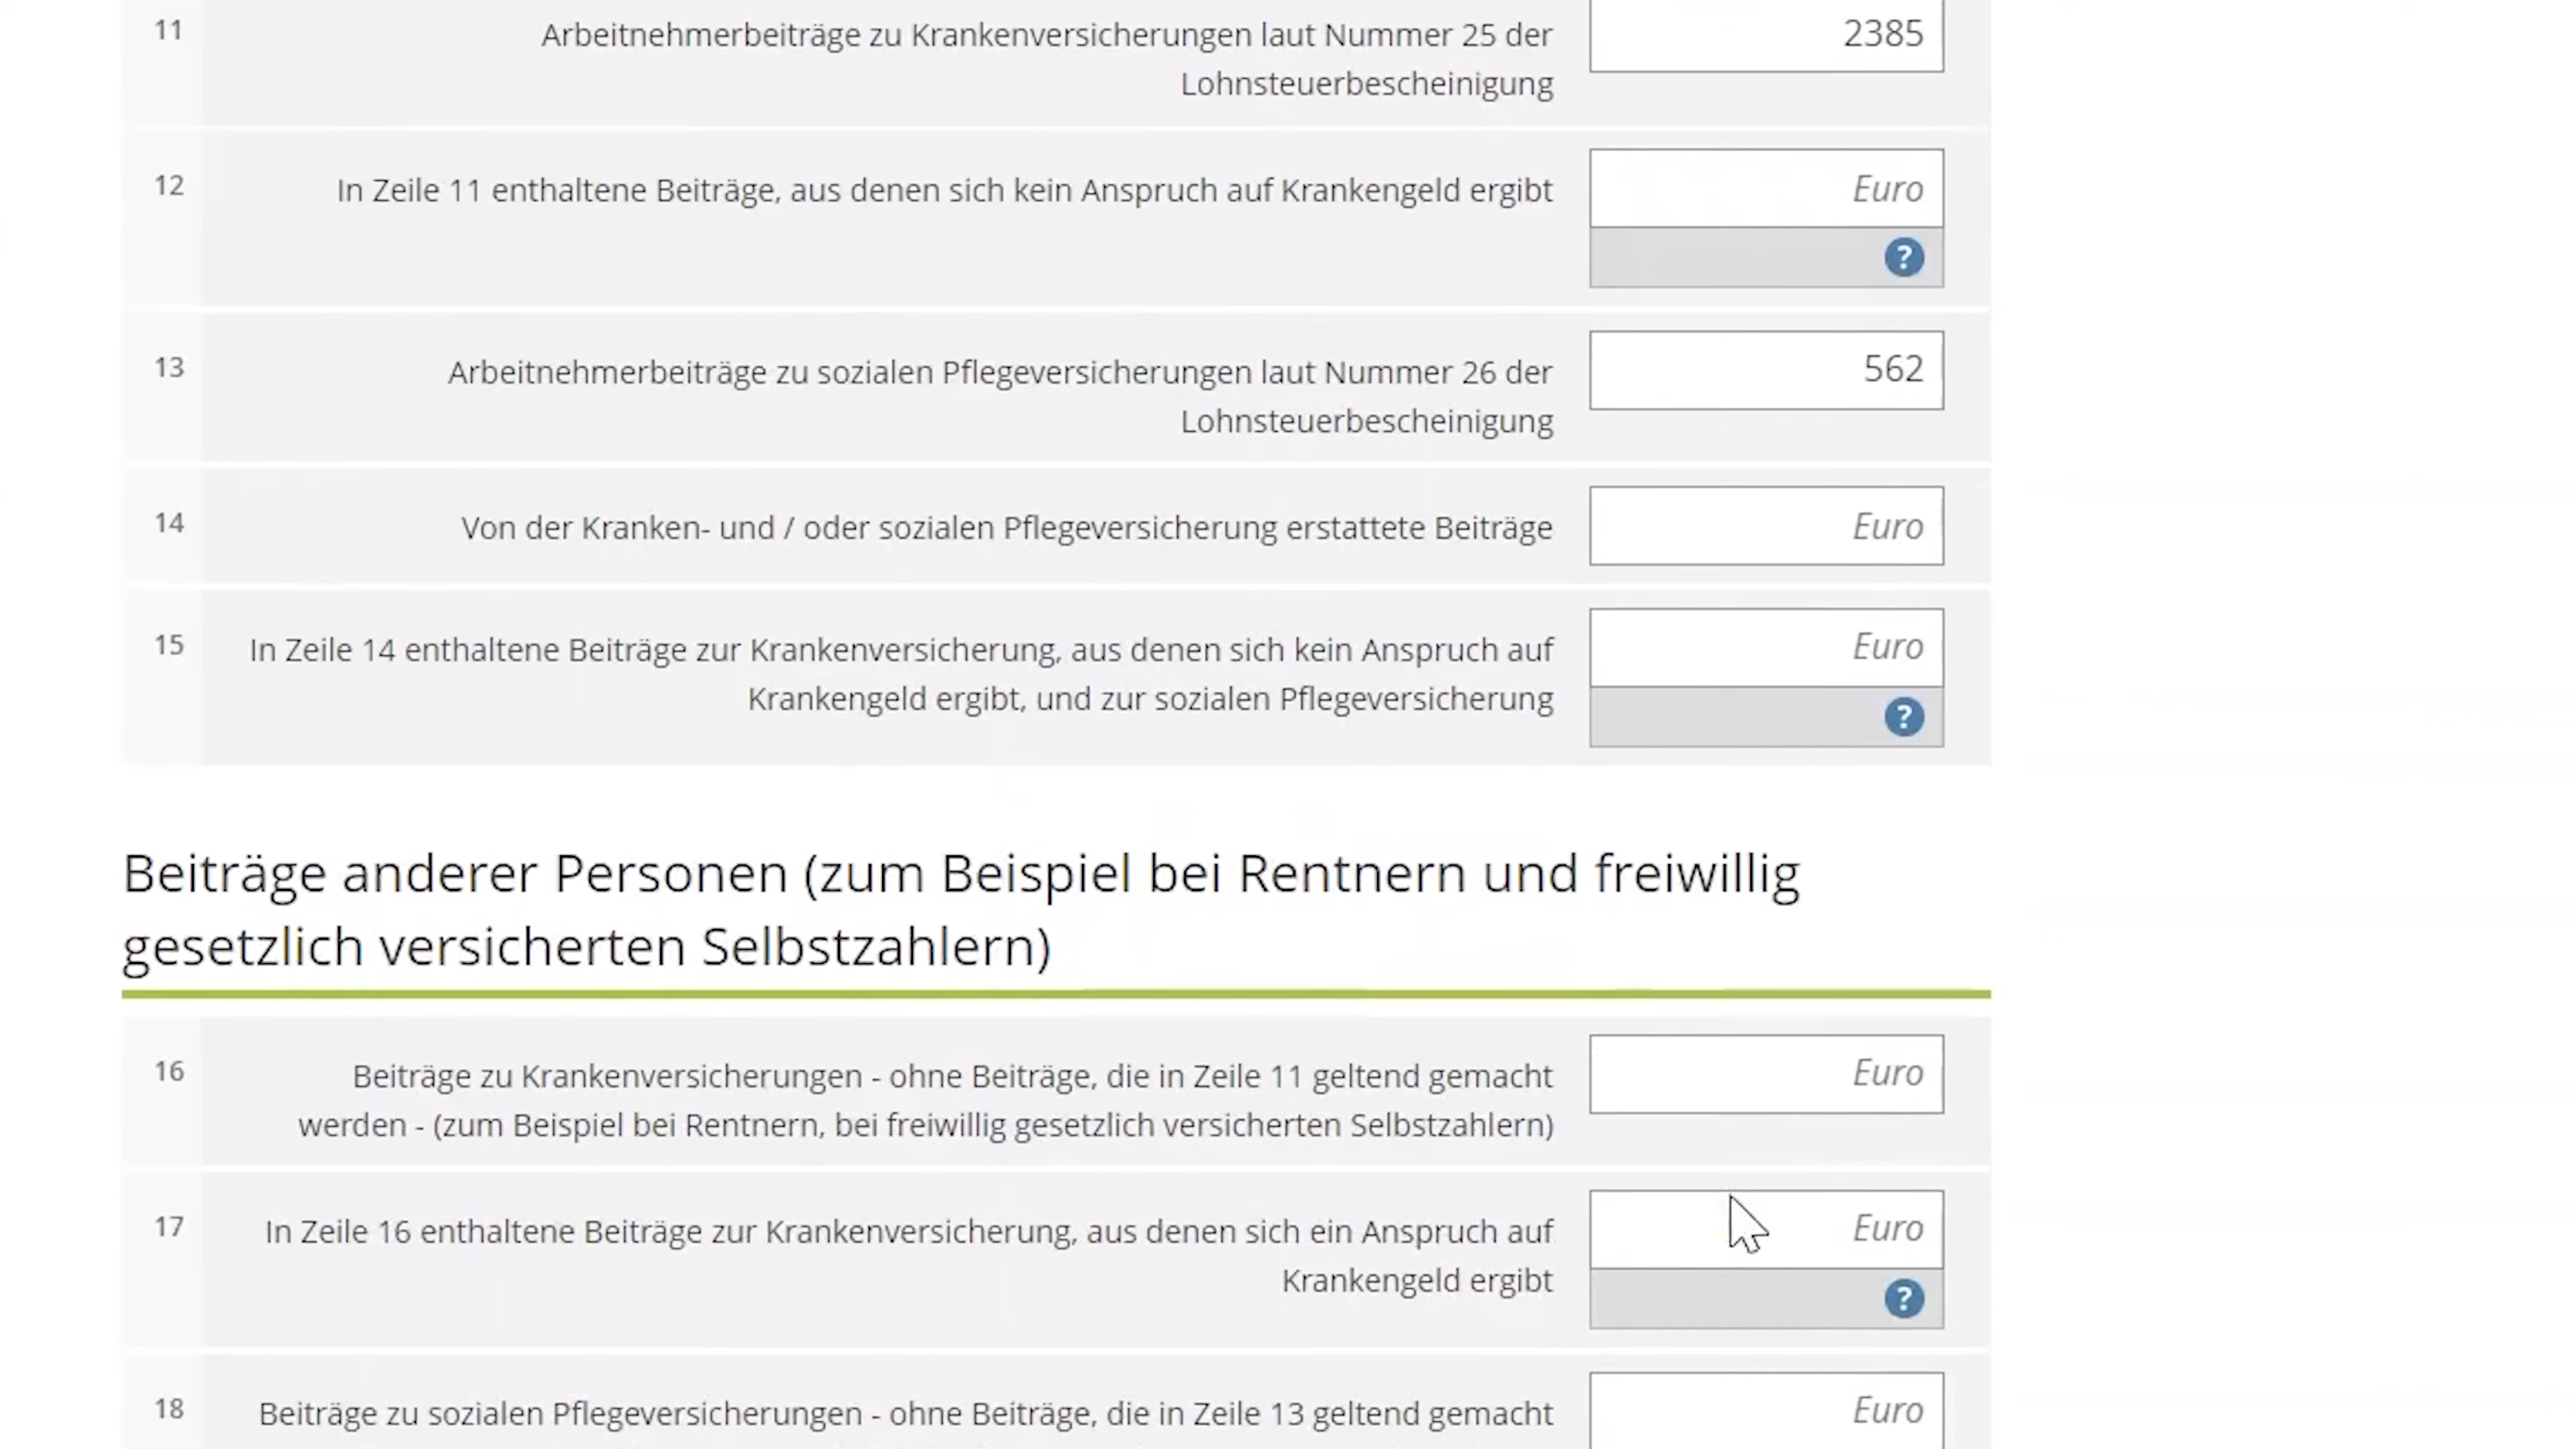 11
Arbeitnehmerbeiträge zu Krankenversicherungen laut Nummer 25 der
Lohnsteuerbescheinigung
2385
12
In Zeile 11 enthaltene Beiträge, aus denen sich kein Anspruch auf Krankengeld ergibt
Euro
?
13
Arbeitnehmerbeiträge zu sozialen Pflegeversicherungen laut Nummer 26 der
Lohnsteuerbescheinigung
562
14
Von der Kranken- und / oder sozialen Pflegeversicherung erstattete Beiträge
Euro
15
In Zeile 14 enthaltene Beiträge zur Krankenversicherung, aus denen sich kein Anspruch auf
Krankengeld ergibt, und zur sozialen Pflegeversicherung
Euro
?
Beiträge anderer Personen (zum Beispiel bei Rentnern und freiwillig
gesetzlich versicherten Selbstzahlern)
16
Beiträge zu Krankenversicherungen - ohne Beiträge, die in Zeile 11 geltend gemacht
werden - (zum Beispiel bei Rentnern, bei freiwillig gesetzlich versicherten Selbstzahlern)
Euro
17
In Zeile 16 enthaltene Beiträge zur Krankenversicherung, aus denen sich ein Anspruch auf
Krankengeld ergibt
Euro
?
18
Beiträge zu sozialen Pflegeversicherungen - ohne Beiträge, die in Zeile 13 geltend gemacht
Euro